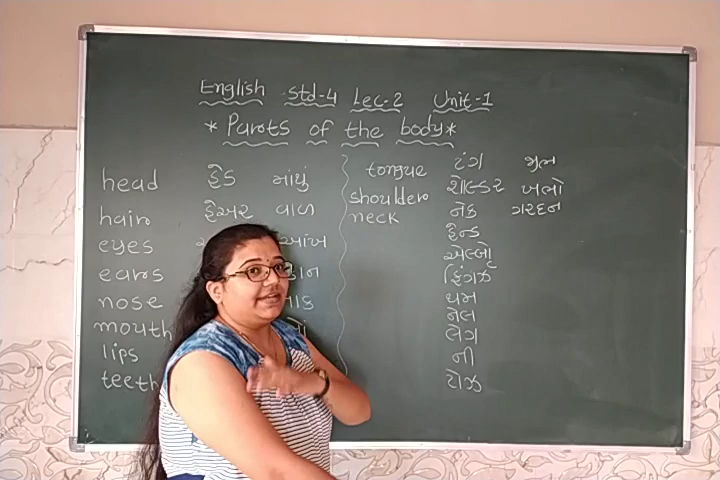 English Std-4 Lec-2 Unit-1
* Parts of the body *
head હેડ માથું
hair હેઅર વાળ
eyes આંખ
ears કાન
nose નાક
mouth
lips
teeth
tongue ટંગ જીભ
shoulder શોલ્ડર ખભો
neck નેક ગરદન
હેન્ડ
એલ્બો
ફિંગર્ઝ
થમ
નેલ
લેગ
ની
ટોઝ